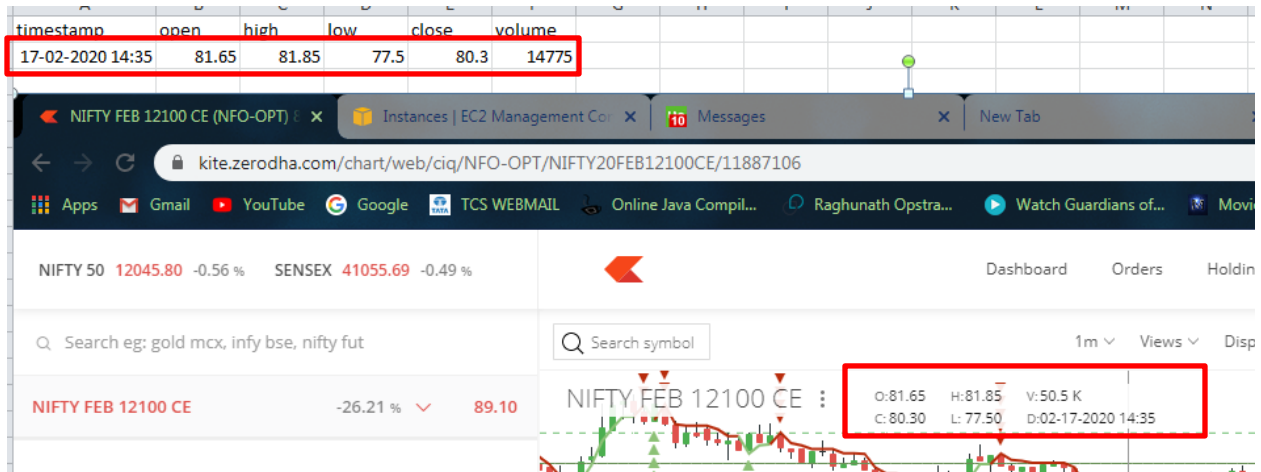 timestamp open high low close volume
17-02-2020 14:35 81.65 81.85 77.5 80.3 14775
NIFTY FEB 12100 CE (NFO-OPT) Instances | EC2 Management Con Messages New Tab
kite.zerodha.com/chart/web/ciq/NFO-OPT/NIFTY20FEB12100CE/11887106
Apps Gmail YouTube Google TCS WEBMAIL Online Java Compil... Raghunath Opstra... Watch Guardians of... Movi
NIFTY 50 12045.80 -0.56 % SENSEX 41055.69 -0.49 % Dashboard Orders Holdin
Search eg: gold mcx, infy bse, nifty fut Search symbol 1m Views Disp
NIFTY FEB 12100 CE -26.21 % 89.10
NIFTY FEB 12100 CE
O:81.65 H:81.85 V:50.5 K
C:80.30 L: 77.50 D:02-17-2020 14:35